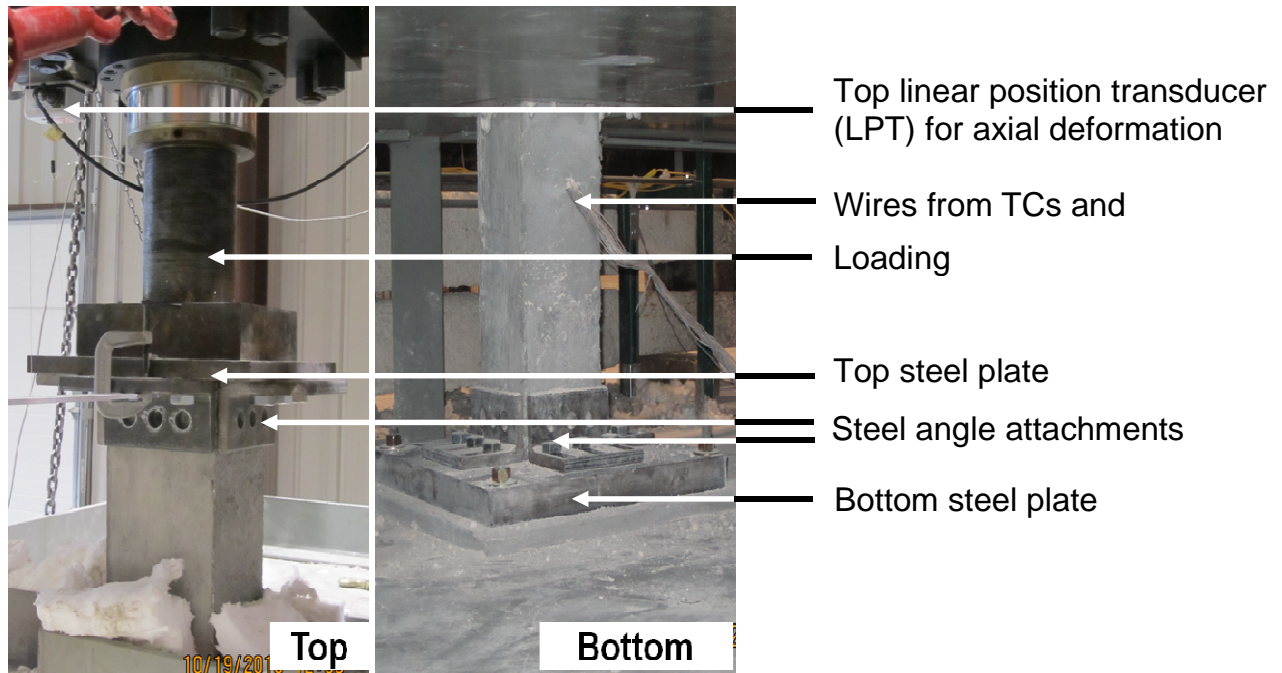 Top linear position transducer
(LPT) for axial deformation
Wires from TCs and
Loading
Top steel plate
Steel angle attachments
Bottom steel plate
Top
Bottom